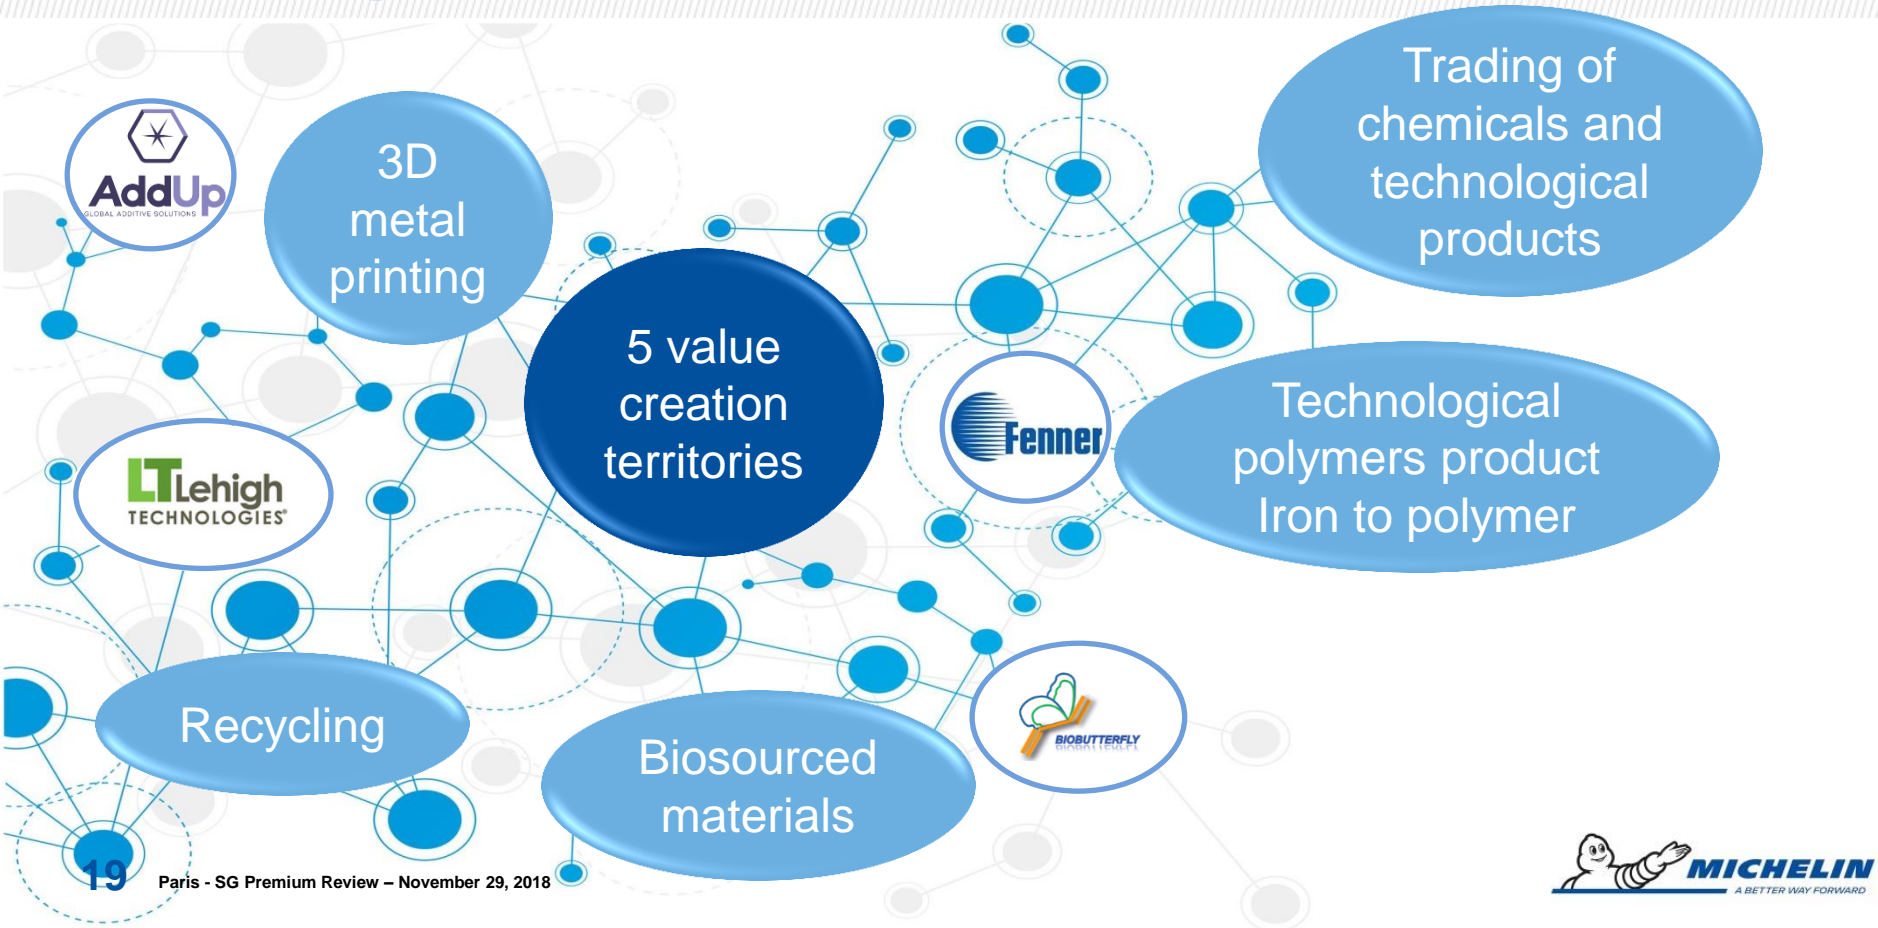 AddUp
GLOBAL ADDITIVE SOLUTIONS
3D
metal
printing
Trading of
chemicals and
technological
products
5 value
creation
territories
Fenner
Technological
polymers product
Iron to polymer
LT Lehigh
TECHNOLOGIES
Recycling
Biosourced
materials
BIOBUTTERFLY
19
Paris - SG Premium Review – November 29, 2018
MICHELIN
A BETTER WAY FORWARD